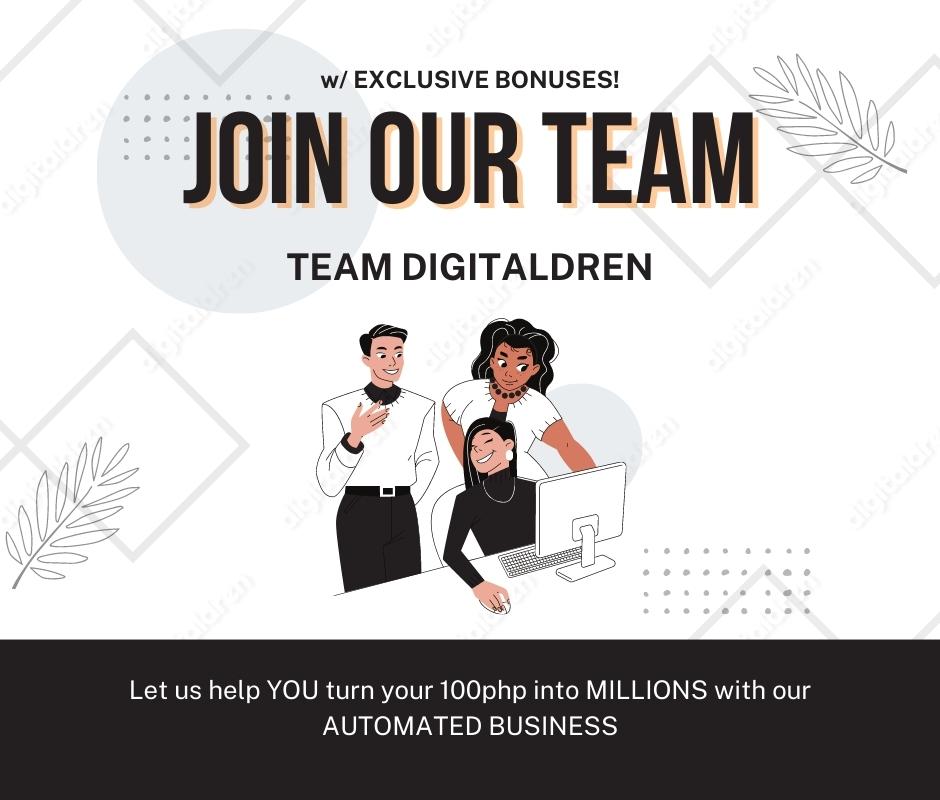 w/ EXCLUSIVE BONUSES!
JOIN OUR TEAM
TEAM DIGITALDREN
Let us help YOU turn your 100php into MILLIONS with our
AUTOMATED BUSINESS
digitaldren